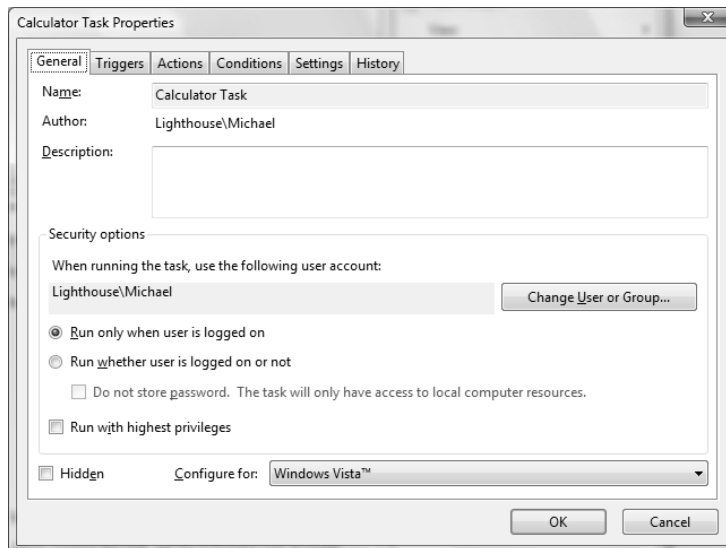 Calculator Task Properties
General Triggers Actions Conditions Settings History
Name: Calculator Task
Author: Lighthouse\Michael
Description:
Security options
When running the task, use the following user account:
Lighthouse\Michael Change User or Group...
Run only when user is logged on
Run whether user is logged on or not
Do not store password. The task will only have access to local computer resources.
Run with highest privileges
Hidden Configure for: Windows Vista™
OK Cancel